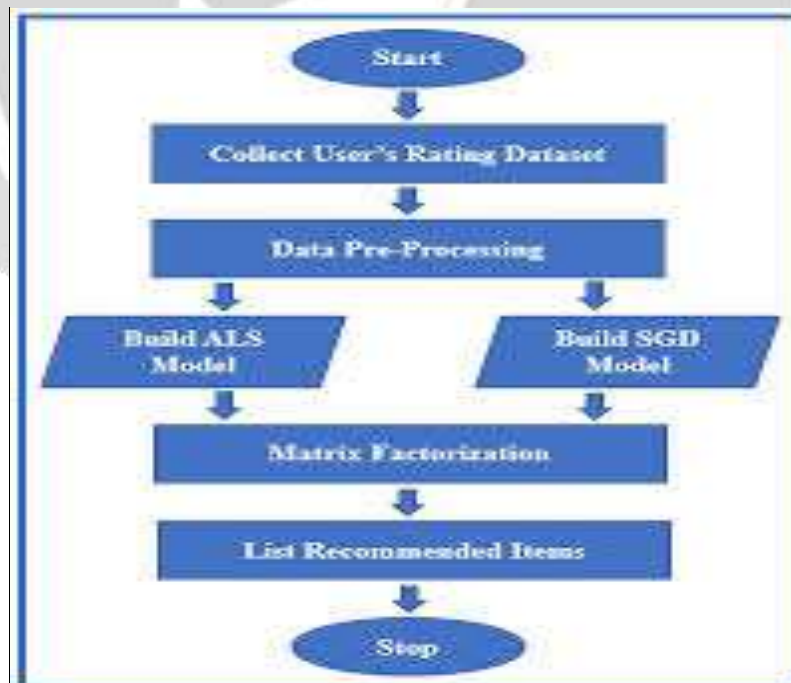 Start
Collect User's Rating Dataset
Data Pre-Processing
Build ALS
Model
Build SGD
Model
Matrix Factorization
List Recommended Items
Stop